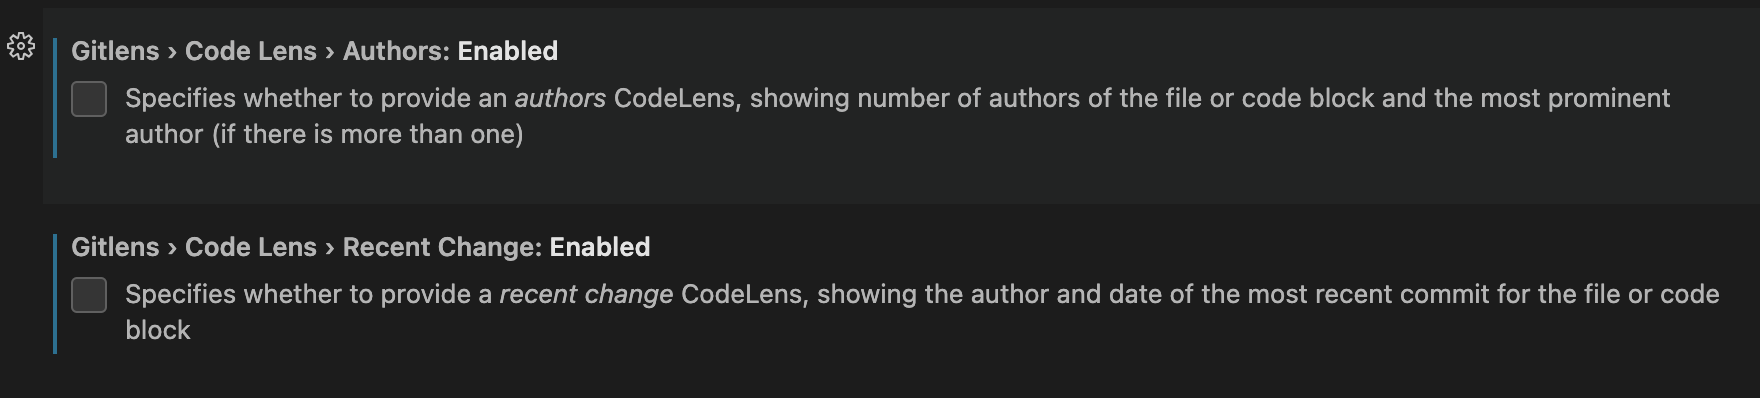 Gitlens › Code Lens › Authors: Enabled
Specifies whether to provide an authors CodeLens, showing number of authors of the file or code block and the most prominent
author (if there is more than one)
Gitlens › Code Lens › Recent Change: Enabled
Specifies whether to provide a recent change CodeLens, showing the author and date of the most recent commit for the file or code
block